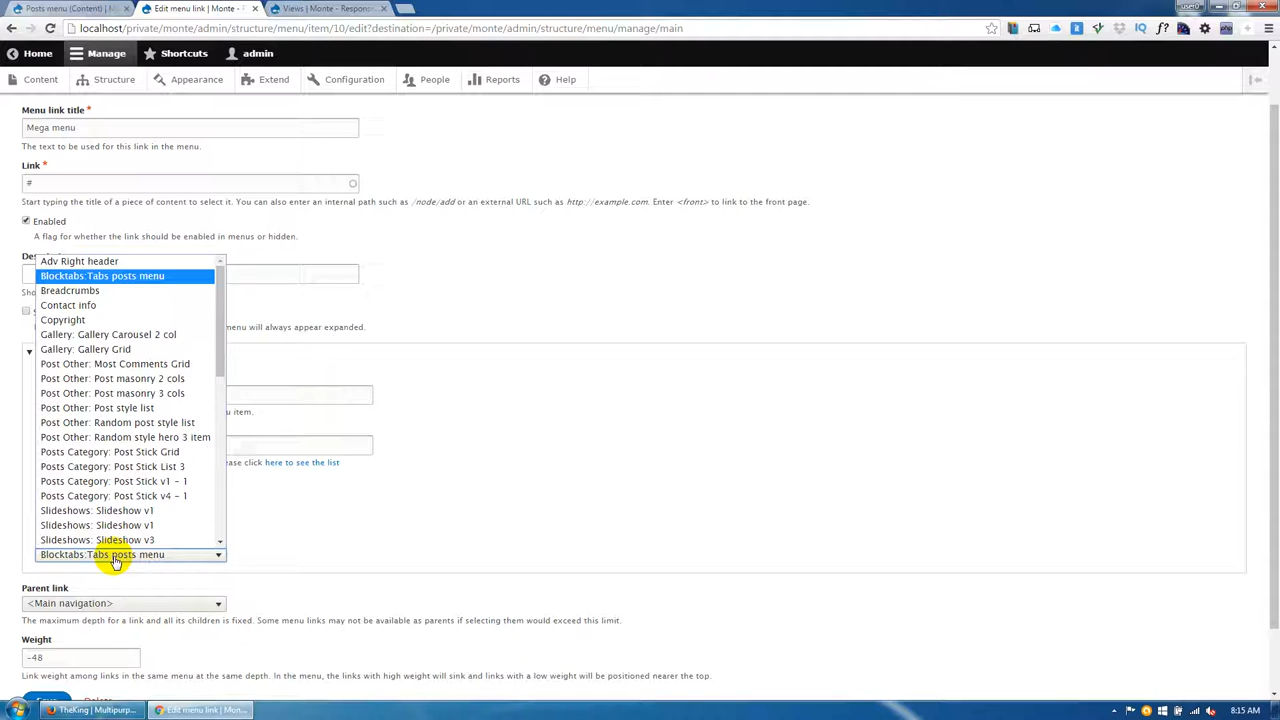 Posts menu (Content) | M
Edit menu link | Monte -
Views | Monte - Respons
user0
localhost/private/monte/admin/structure/menu/item/10/edit?destination=/private/monte/admin/structure/menu/manage/main
Home
Manage
Shortcuts
admin
Content
Structure
Appearance
Extend
Configuration
People
Reports
Help
Menu link title *
Mega menu
The text to be used for this link in the menu.
Link *
#
Start typing the title of a piece of content to select it. You can also enter an internal path such as /node/add or an external URL such as http://example.com. Enter <front> to link to the front page.
Enabled
A flag for whether the link should be enabled in menus or hidden.
Adv Right header
Blocktabs:Tabs posts menu
Breadcrumbs
Contact info
Copyright
enu will always appear expanded.
Gallery: Gallery Carousel 2 col
Gallery: Gallery Grid
Post Other: Most Comments Grid
Post Other: Post masonry 2 cols
Post Other: Post masonry 3 cols
Post Other: Post style list
u item.
Post Other: Random post style list
Post Other: Random style hero 3 item
Posts Category: Post Stick Grid
ease click here to see the list
Posts Category: Post Stick List 3
Posts Category: Post Stick v1 - 1
Posts Category: Post Stick v4 - 1
Slideshows: Slideshow v1
Slideshows: Slideshow v1
Slideshows: Slideshow v3
Blocktabs:Tabs posts menu
Parent link
<Main navigation>
The maximum depth for a link and all its children is fixed. Some menu links may not be available as parents if selecting them would exceed this limit.
Weight
-48
Link weight among links in the same menu at the same depth. In the menu, the links with high weight will sink and links with a low weight will be positioned nearer the top.
TheKing | Multipurp...
Edit menu link | Mon...
8:15 AM